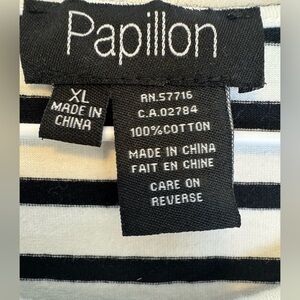 Papillon
XL
MADE IN
CHINA
RN.57716
C.A.02784
100%COTTON
MADE IN CHINA
FAIT EN CHINE
CARE ON
REVERSE